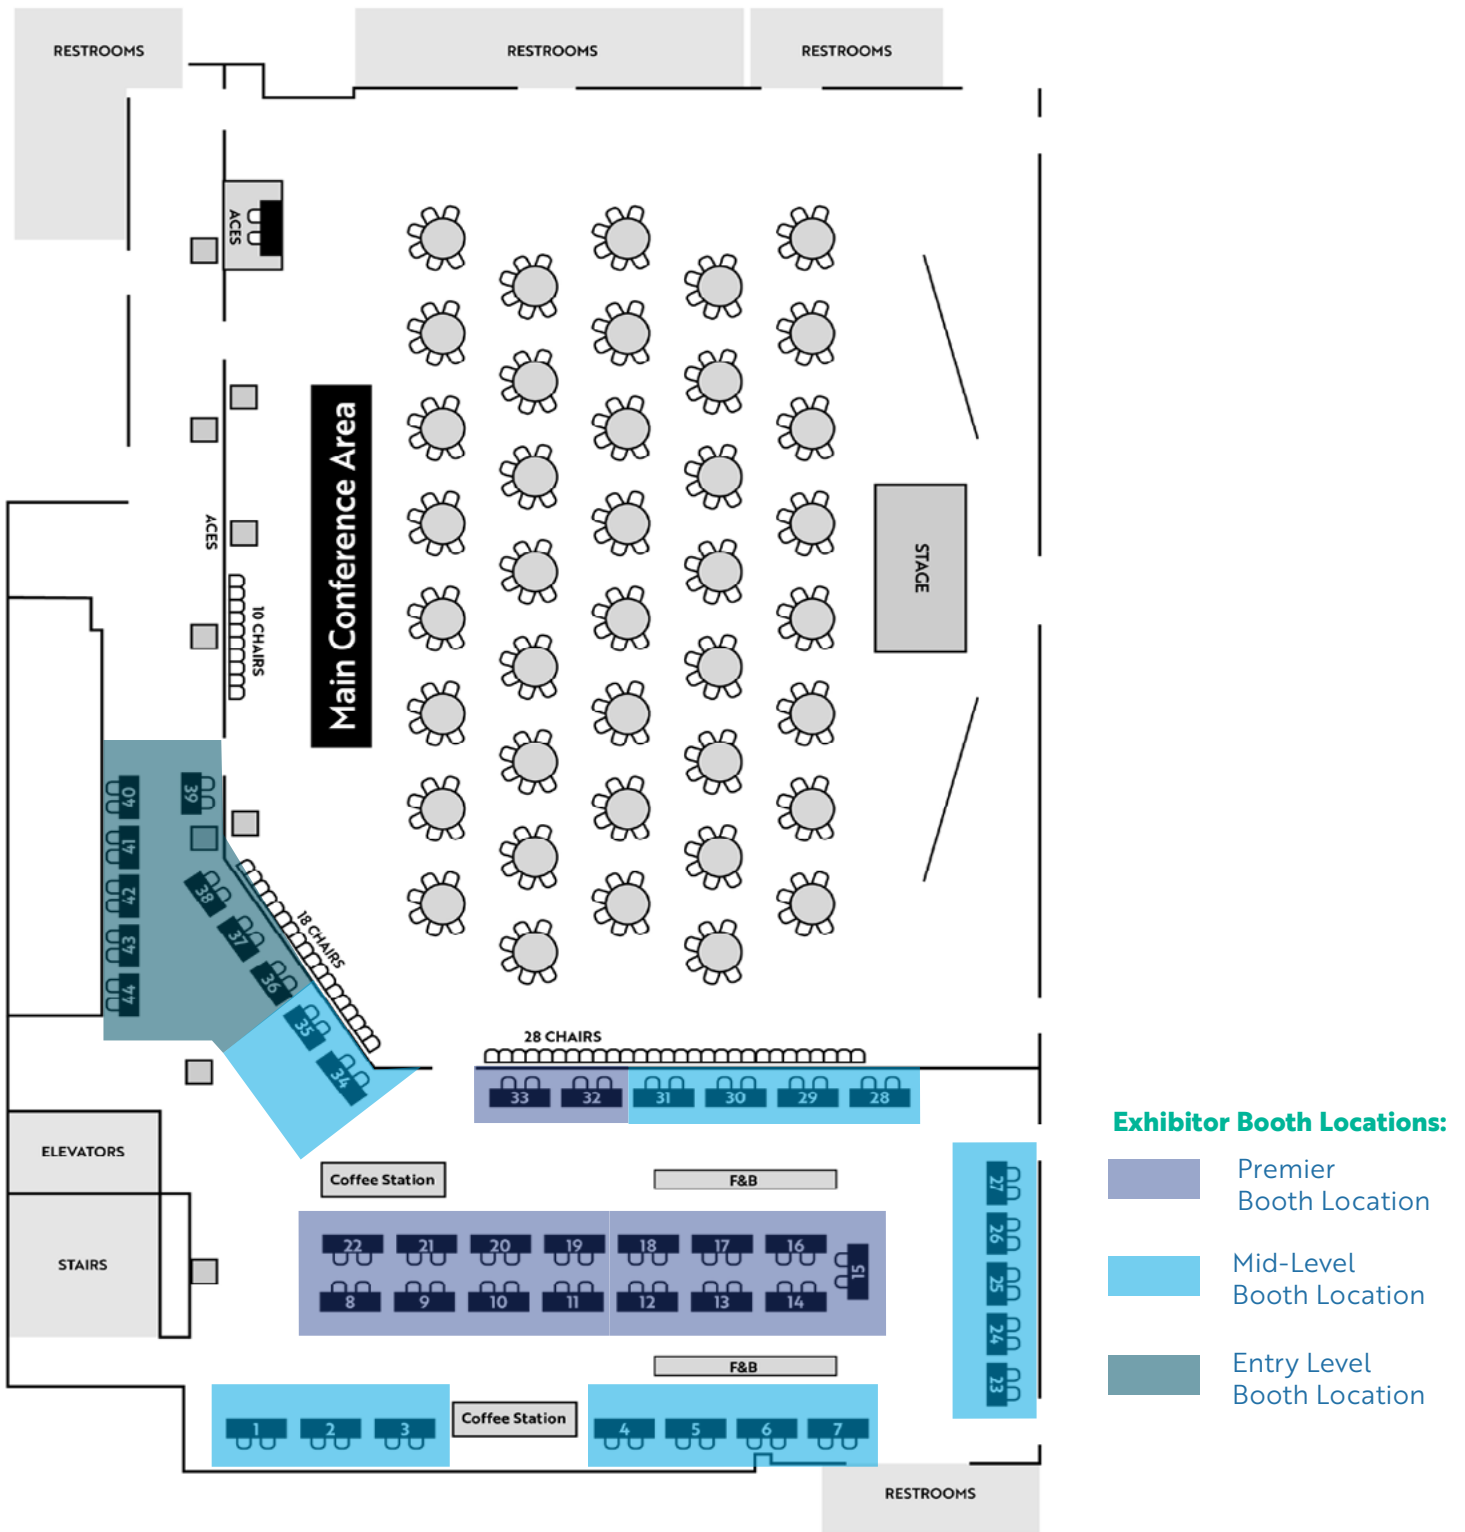 RESTROOMS
RESTROOMS
RESTROOMS
ACES
Main Conference Area
ACES
STAGE
10 CHAIRS
40
39
41
42
38
43
37
18 CHAIRS
44
36
35
34
28 CHAIRS
33
32
31
30
29
28
Exhibitor Booth Locations:
Premier
Booth Location
Mid-Level
Booth Location
Entry Level
Booth Location
ELEVATORS
Coffee Station
F&B
27
26
25
24
23
STAIRS
22
21
20
19
18
17
16
15
8
9
10
11
12
13
14
F&B
Coffee Station
1
2
3
4
5
6
7
RESTROOMS